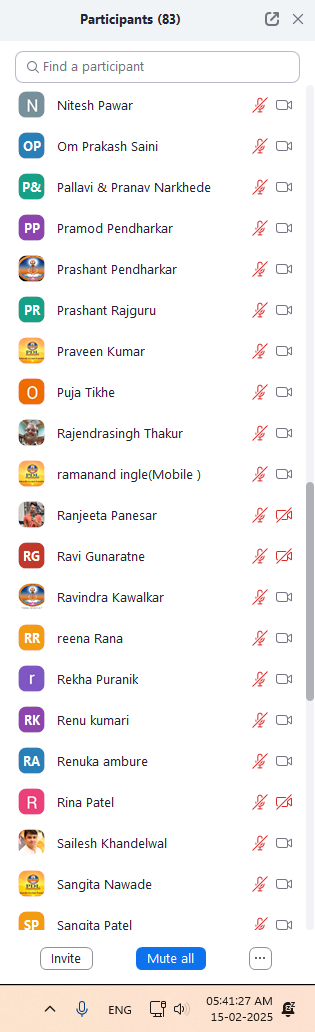 Participants (83)
Find a participant
N Nitesh Pawar
OP Om Prakash Saini
P& Pallavi & Pranav Narkhede
PP Pramod Pendharkar
Prashant Pendharkar
PR Prashant Rajguru
Praveen Kumar
O Puja Tikhe
Rajendrasingh Thakur
ramanand ingle(Mobile )
Ranjeeta Panesar
RG Ravi Gunaratne
Ravindra Kawalkar
RR reena Rana
r Rekha Puranik
RK Renu kumari
RA Renuka ambure
R Rina Patel
Sailesh Khandelwal
Sangita Nawade
SP Sangita Patel
Invite Mute all ...
ENG 05:41:27 AM
15-02-2025